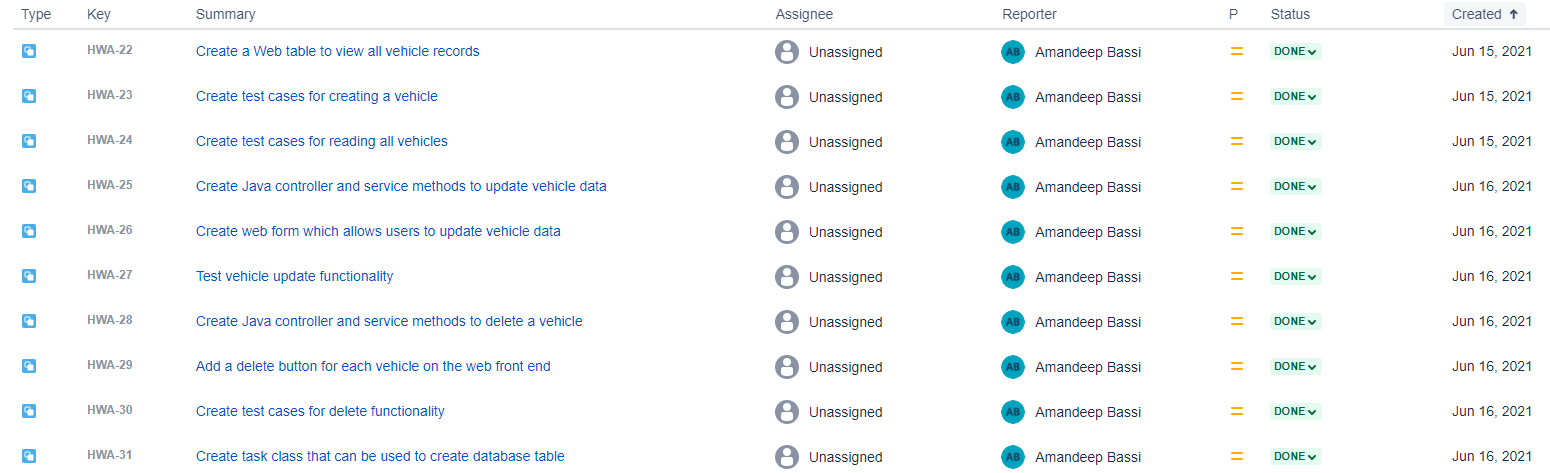 Type Key Summary Assignee Reporter P Status Created
HWA-22 Create a Web table to view all vehicle records Unassigned AB Amandeep Bassi DONE Jun 15, 2021
HWA-23 Create test cases for creating a vehicle Unassigned AB Amandeep Bassi DONE Jun 15, 2021
HWA-24 Create test cases for reading all vehicles Unassigned AB Amandeep Bassi DONE Jun 15, 2021
HWA-25 Create Java controller and service methods to update vehicle data Unassigned AB Amandeep Bassi DONE Jun 16, 2021
HWA-26 Create web form which allows users to update vehicle data Unassigned AB Amandeep Bassi DONE Jun 16, 2021
HWA-27 Test vehicle update functionality Unassigned AB Amandeep Bassi DONE Jun 16, 2021
HWA-28 Create Java controller and service methods to delete a vehicle Unassigned AB Amandeep Bassi DONE Jun 16, 2021
HWA-29 Add a delete button for each vehicle on the web front end Unassigned AB Amandeep Bassi DONE Jun 16, 2021
HWA-30 Create test cases for delete functionality Unassigned AB Amandeep Bassi DONE Jun 16, 2021
HWA-31 Create task class that can be used to create database table Unassigned AB Amandeep Bassi DONE Jun 16, 2021